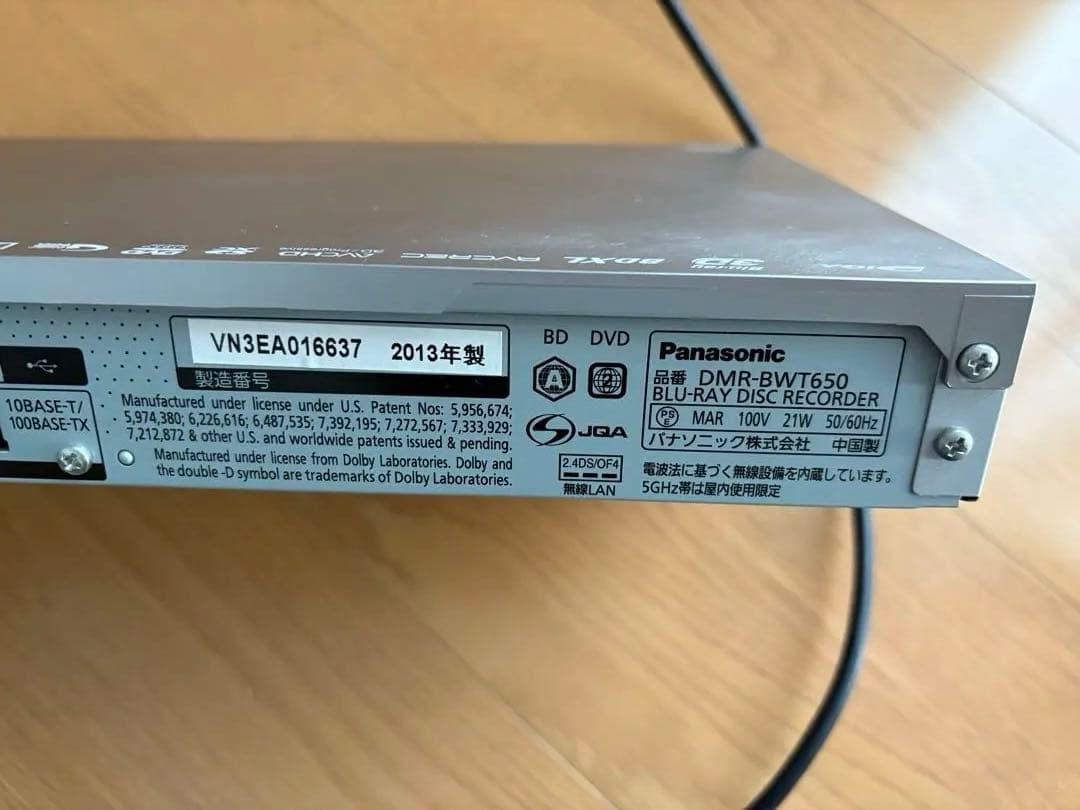 BD XL
AVCREC
AVCHD
VN3EA016637 2013年製
製造番号
10BASE-T/
100BASE-TX
Manufactured under license under U.S. Patent Nos: 5,956,674;
5,974,380; 6,226,616; 6,487,535; 7,392,195; 7,272,567; 7,333,929;
7,212,872 & other U.S. and worldwide patents issued & pending.
Manufactured under license from Dolby Laboratories. Dolby and
the double -D symbol are trademarks of Dolby Laboratories.
BD DVD
A 2
JQA
2.4DS/OF4
無線LAN
Panasonic
品番 DMR-BWT650
BLU-RAY DISC RECORDER
PSE MAR 100V 21W 50/60Hz
パナソニック株式会社 中国製
電波法に基づく無線設備を内蔵しています。
5GHz帯は屋内使用限定